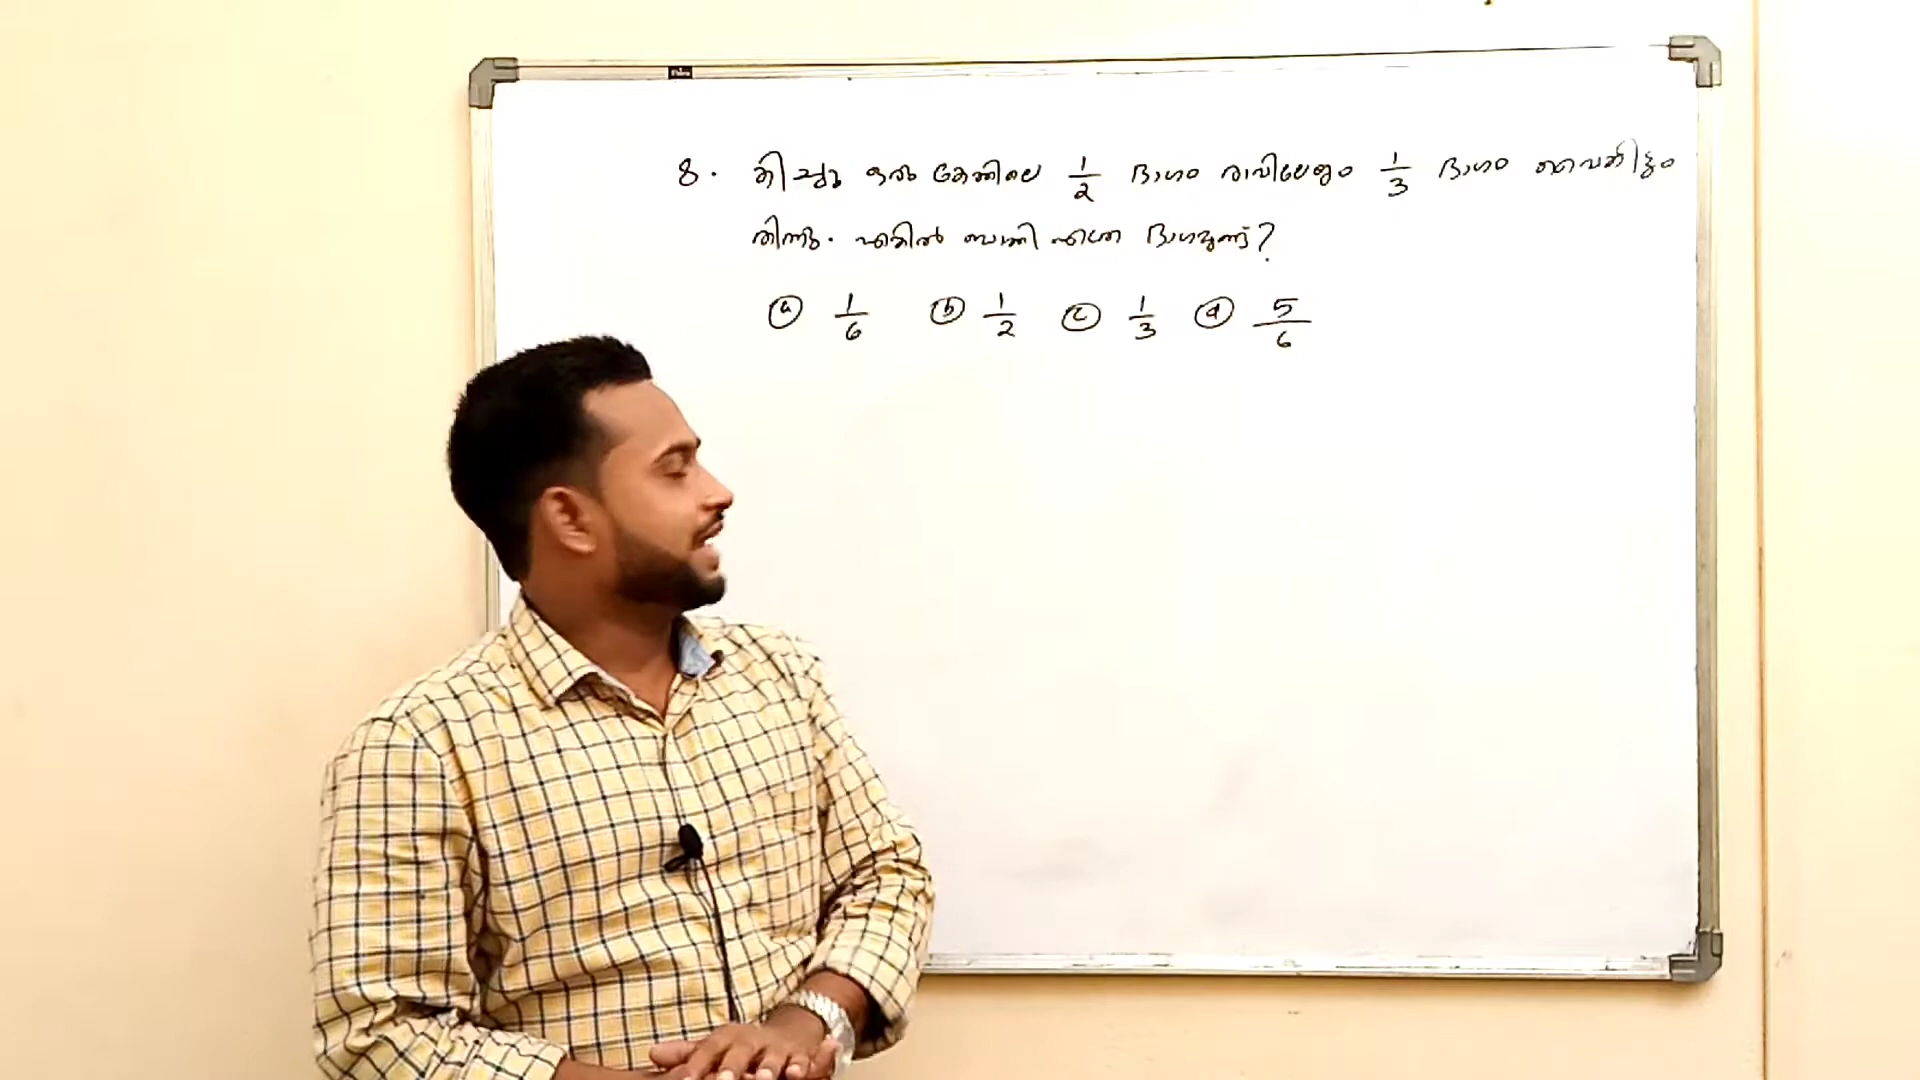 8. കിച്ചു ഒരു കേക്കിലെ 1/2 ഭാഗം രാവിലെയും 1/3 ഭാഗം വൈകിട്ടും
തിന്നു. എങ്കിൽ ബാക്കി എത്ര ഭാഗമുണ്ട്?
ⓐ 1/6 ⓑ 1/2 ⓒ 1/3 ⓓ 5/6